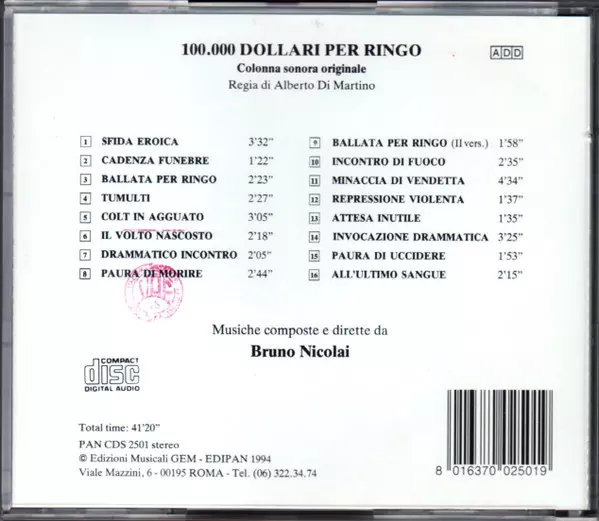 100.000 DOLLARI PER RINGO
ADD
Colonna sonora originale
Regia di Alberto Di Martino
1 SFIDA EROICA 3'32"
2 CADENZA FUNEBRE 1'22"
3 BALLATA PER RINGO 2'23"
4 TUMULTI 2'27"
5 COLT IN AGGUATO 3'05"
6 IL VOLTO NASCOSTO 2'18"
7 DRAMMATICO INCONTRO 2'05"
8 PAURA DI MORIRE 2'44"
9 BALLATA PER RINGO (II vers.) 1'58"
10 INCONTRO DI FUOCO 2'35"
11 MINACCIA DI VENDETTA 4'34"
12 REPRESSIONE VIOLENTA 1'37"
13 ATTESA INUTILE 1'35"
14 INVOCAZIONE DRAMMATICA 3'25"
15 PAURA DI UCCIDERE 1'53"
16 ALL'ULTIMO SANGUE 2'15"
Musiche composte e dirette da
Bruno Nicolai
COMPACT
disc
DIGITAL AUDIO
Total time: 41'20"
PAN CDS 2501 stereo
© Edizioni Musicali GEM - EDIPAN 1994
Viale Mazzini, 6 - 00195 ROMA - Tel. (06) 322.34.74
8 016370 025019